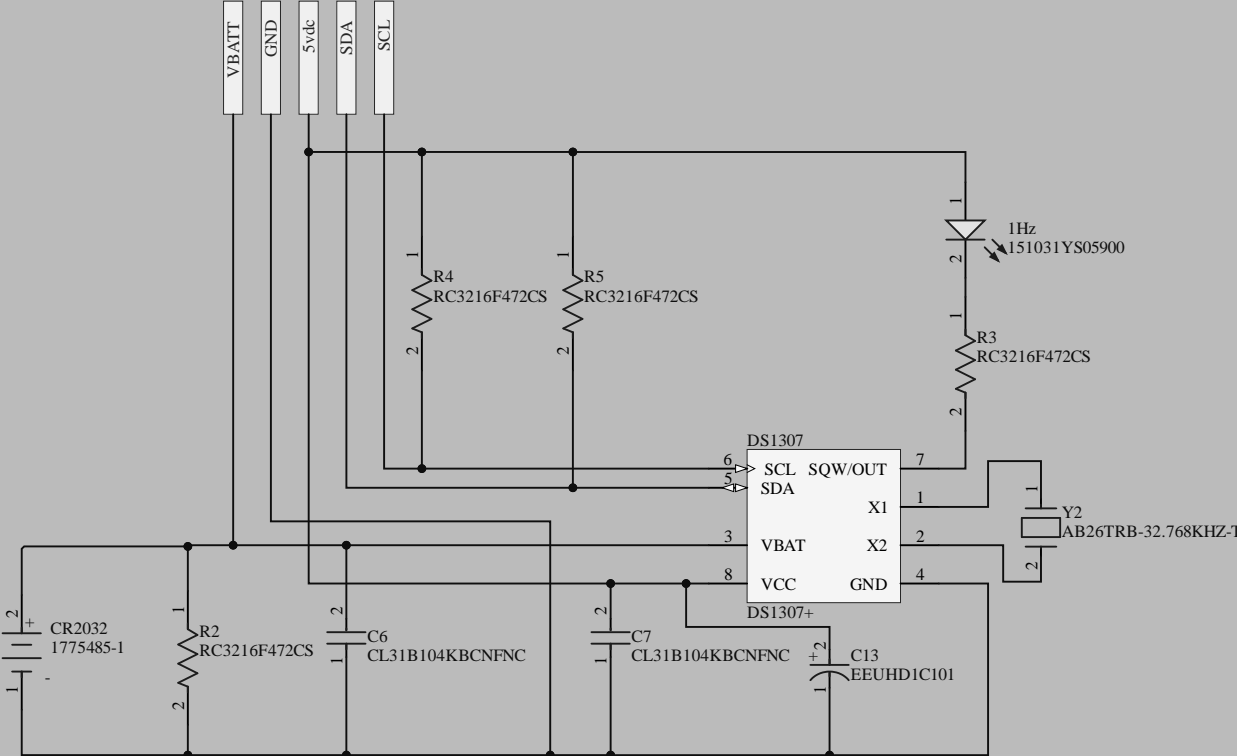 VBATT
GND
5vdc
SDA
SCL
1
1Hz
151031YS05900
2
1
R4
RC3216F472CS
2
1
R5
RC3216F472CS
2
1
R3
RC3216F472CS
2
DS1307
6
SCL
SQW/OUT
7
5
SDA
X1
1
1
Y2
AB26TRB-32.768KHZ-T
3
VBAT
X2
2
2
8
VCC
GND
4
DS1307+
2
+
CR2032
1775485-1
1
-
1
R2
RC3216F472CS
2
2
C6
CL31B104KBCNFNC
1
2
C7
CL31B104KBCNFNC
1
2
+
C13
EEUHD1C101
1